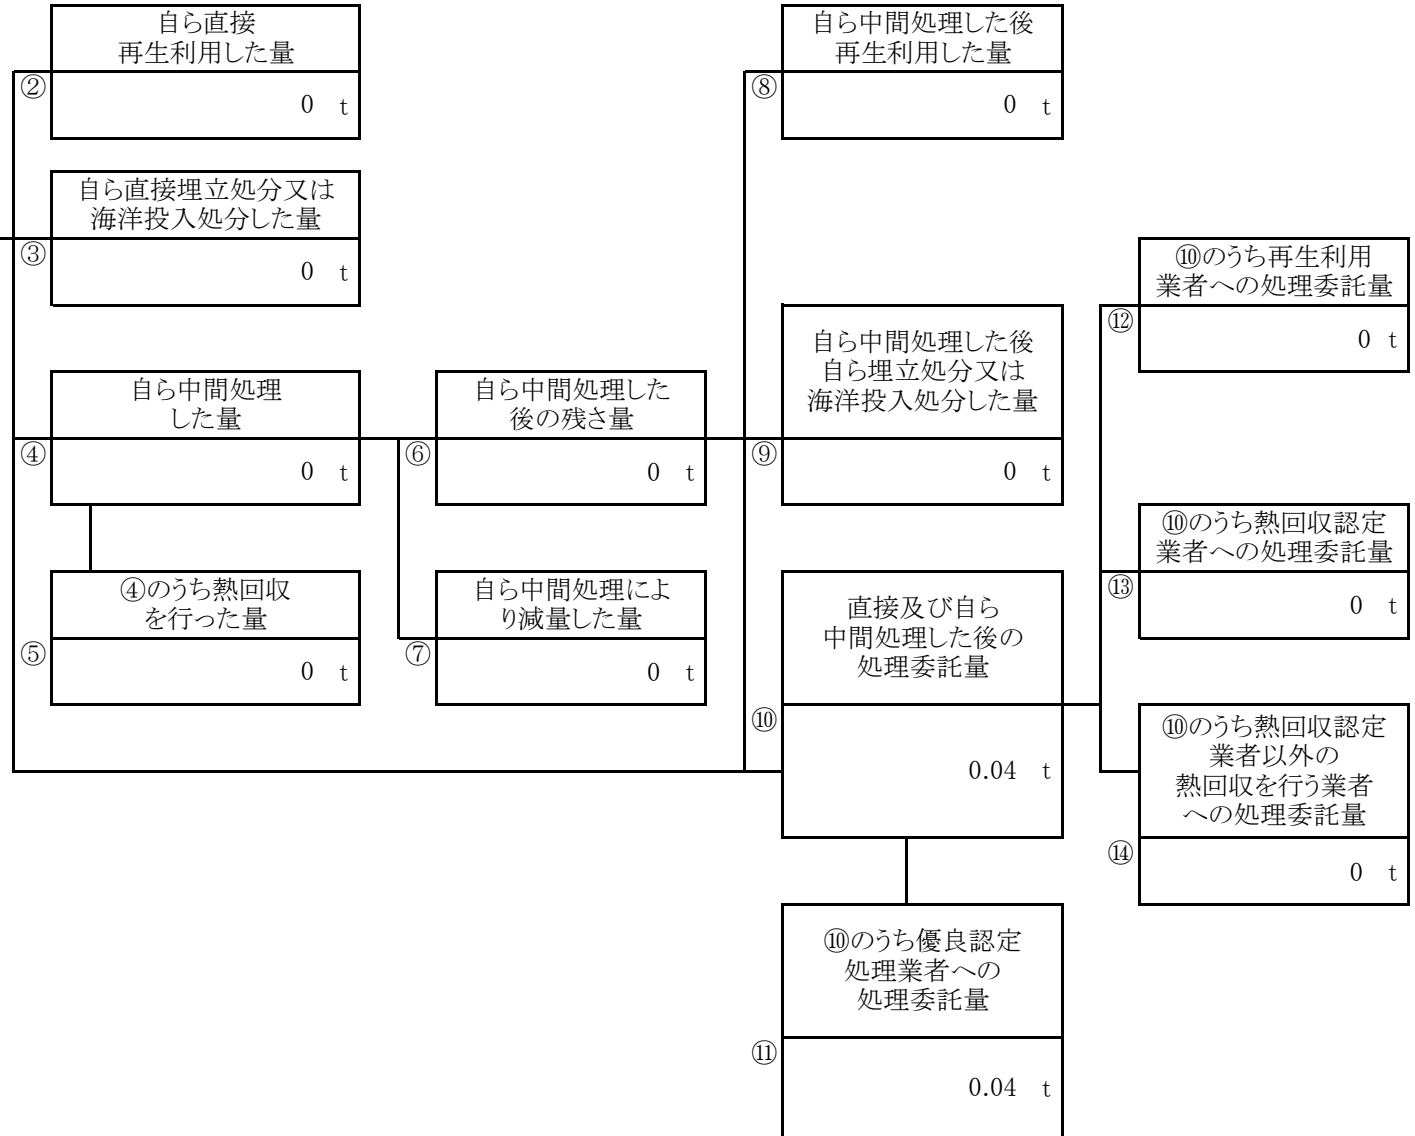 自ら直接
再生利用した量
②
0 t
自ら直接埋立処分又は
海洋投入処分した量
③
0 t
自ら中間処理
した量
④
0 t
④のうち熱回収
を行った量
⑤
0 t
自ら中間処理した
後の残さ量
⑥
0 t
自ら中間処理によ
り減量した量
⑦
0 t
自ら中間処理した後
再生利用した量
⑧
0 t
自ら中間処理した後
自ら埋立処分又は
海洋投入処分した量
⑨
0 t
直接及び自ら
中間処理した後の
処理委託量
⑩
0.04 t
⑩のうち優良認定
処理業者への
処理委託量
⑪
0.04 t
⑩のうち再生利用
業者への処理委託量
⑫
0 t
⑩のうち熱回収認定
業者への処理委託量
⑬
0 t
⑩のうち熱回収認定
業者以外の
熱回収を行う業者
への処理委託量
⑭
0 t